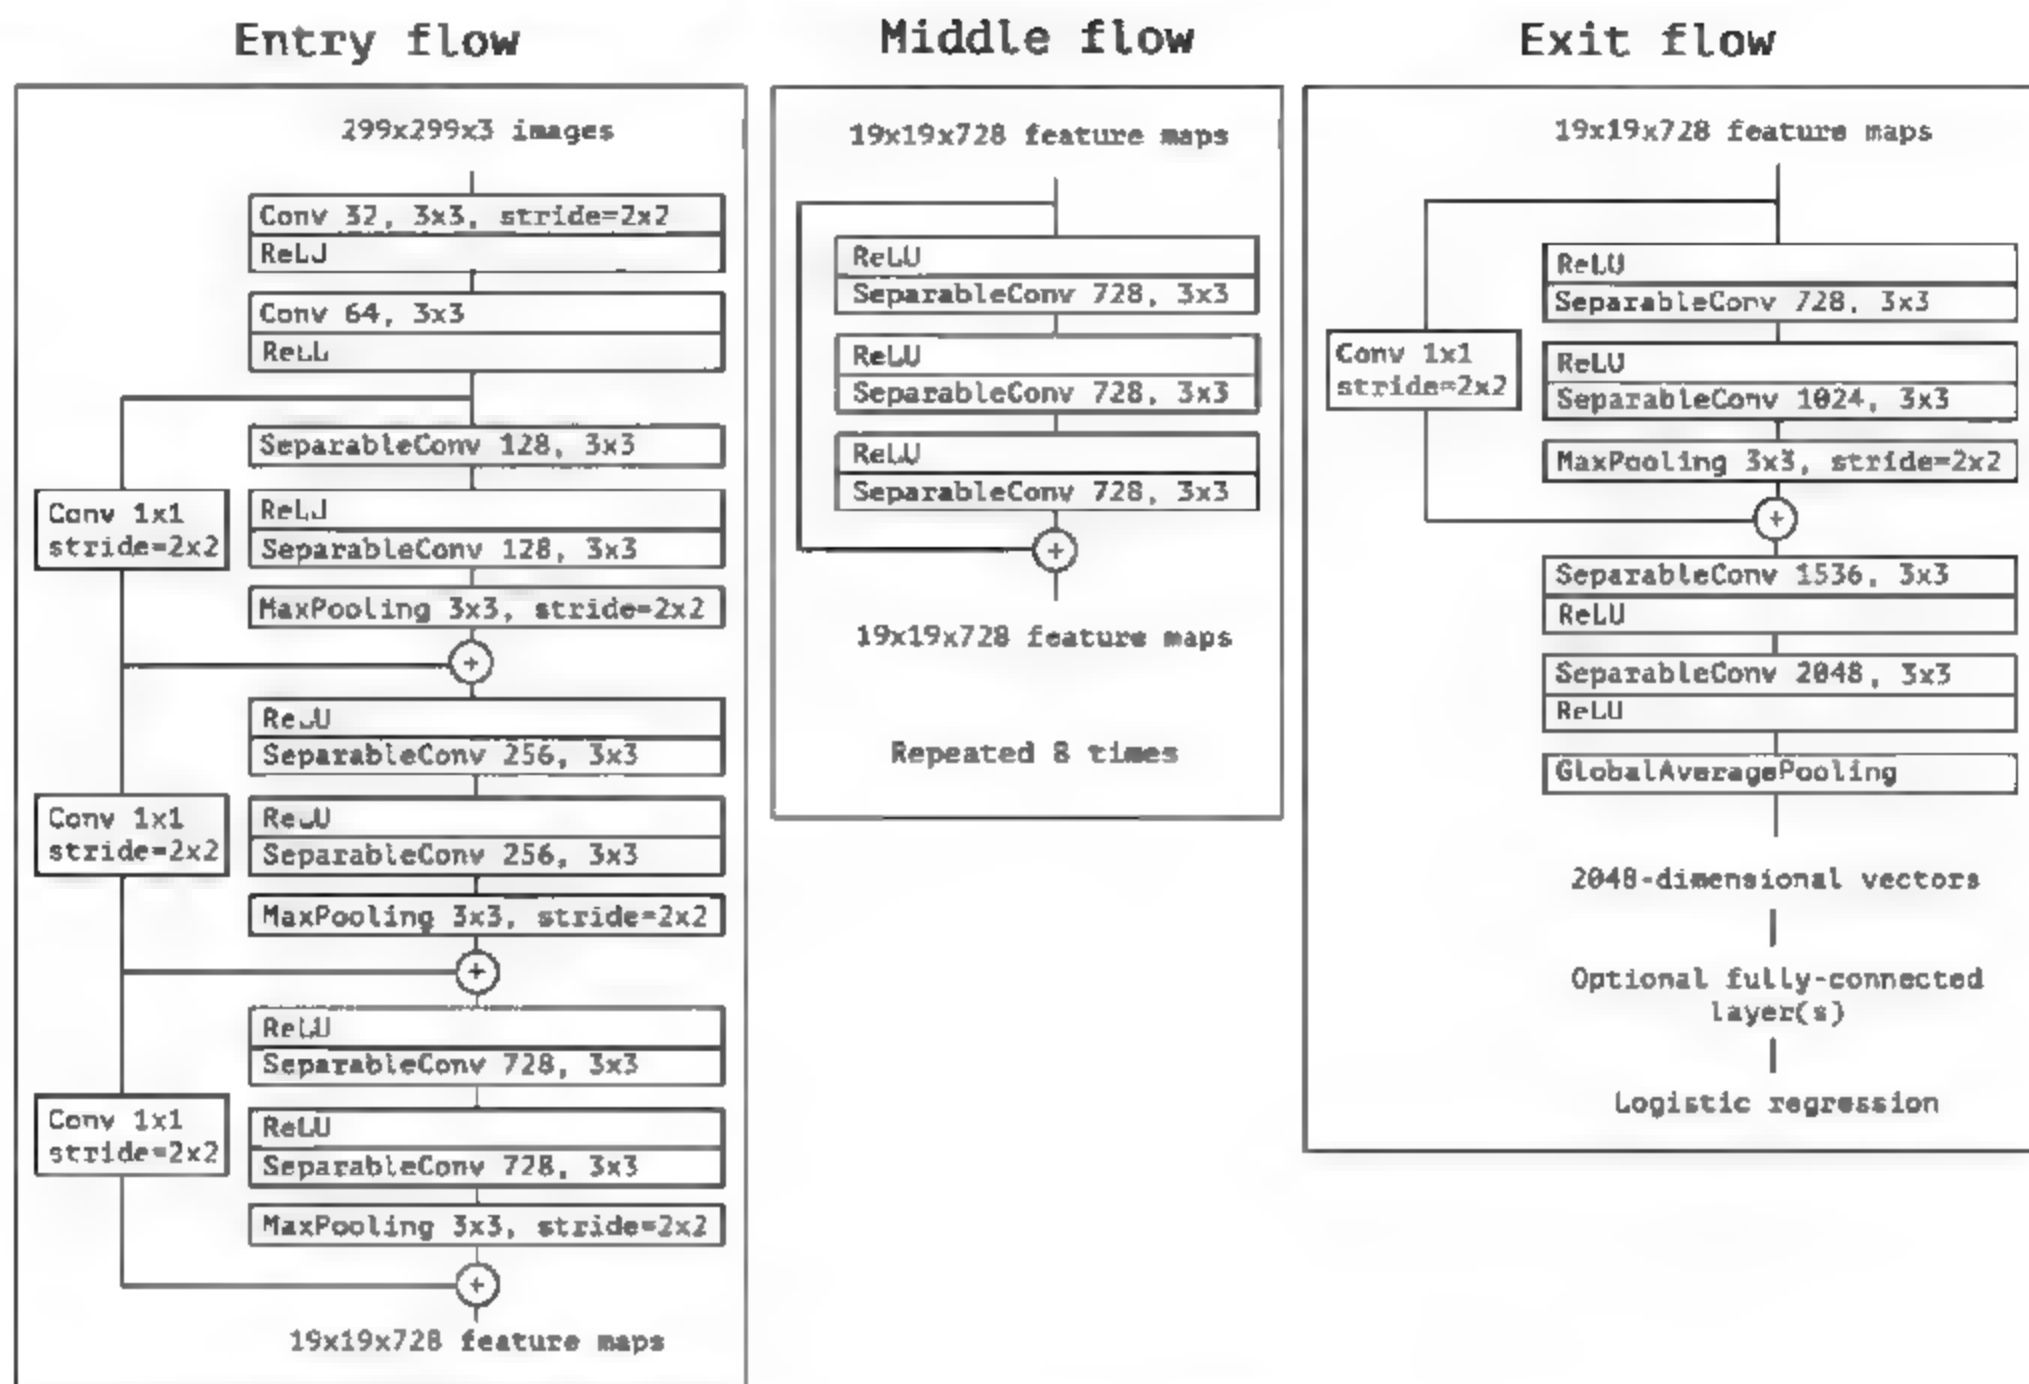 Entry flow
299x299x3 images
Conv 32, 3x3, stride=2x2
ReLU
Conv 64, 3x3
ReLU
SeparableConv 128, 3x3
Conv 1x1
stride=2x2
ReLU
SeparableConv 128, 3x3
MaxPooling 3x3, stride=2x2
+
ReLU
SeparableConv 256, 3x3
Conv 1x1
stride=2x2
ReLU
SeparableConv 256, 3x3
MaxPooling 3x3, stride=2x2
+
ReLU
SeparableConv 728, 3x3
Conv 1x1
stride=2x2
ReLU
SeparableConv 728, 3x3
MaxPooling 3x3, stride=2x2
+
19x19x728 feature maps
Middle flow
19x19x728 feature maps
ReLU
SeparableConv 728, 3x3
ReLU
SeparableConv 728, 3x3
ReLU
SeparableConv 728, 3x3
+
19x19x728 feature maps
Repeated 8 times
Exit flow
19x19x728 feature maps
ReLU
SeparableConv 728, 3x3
Conv 1x1
stride=2x2
ReLU
SeparableConv 1024, 3x3
MaxPooling 3x3, stride=2x2
+
SeparableConv 1536, 3x3
ReLU
SeparableConv 2048, 3x3
ReLU
GlobalAveragePooling
2048-dimensional vectors
Optional fully-connected
layer(s)
Logistic regression